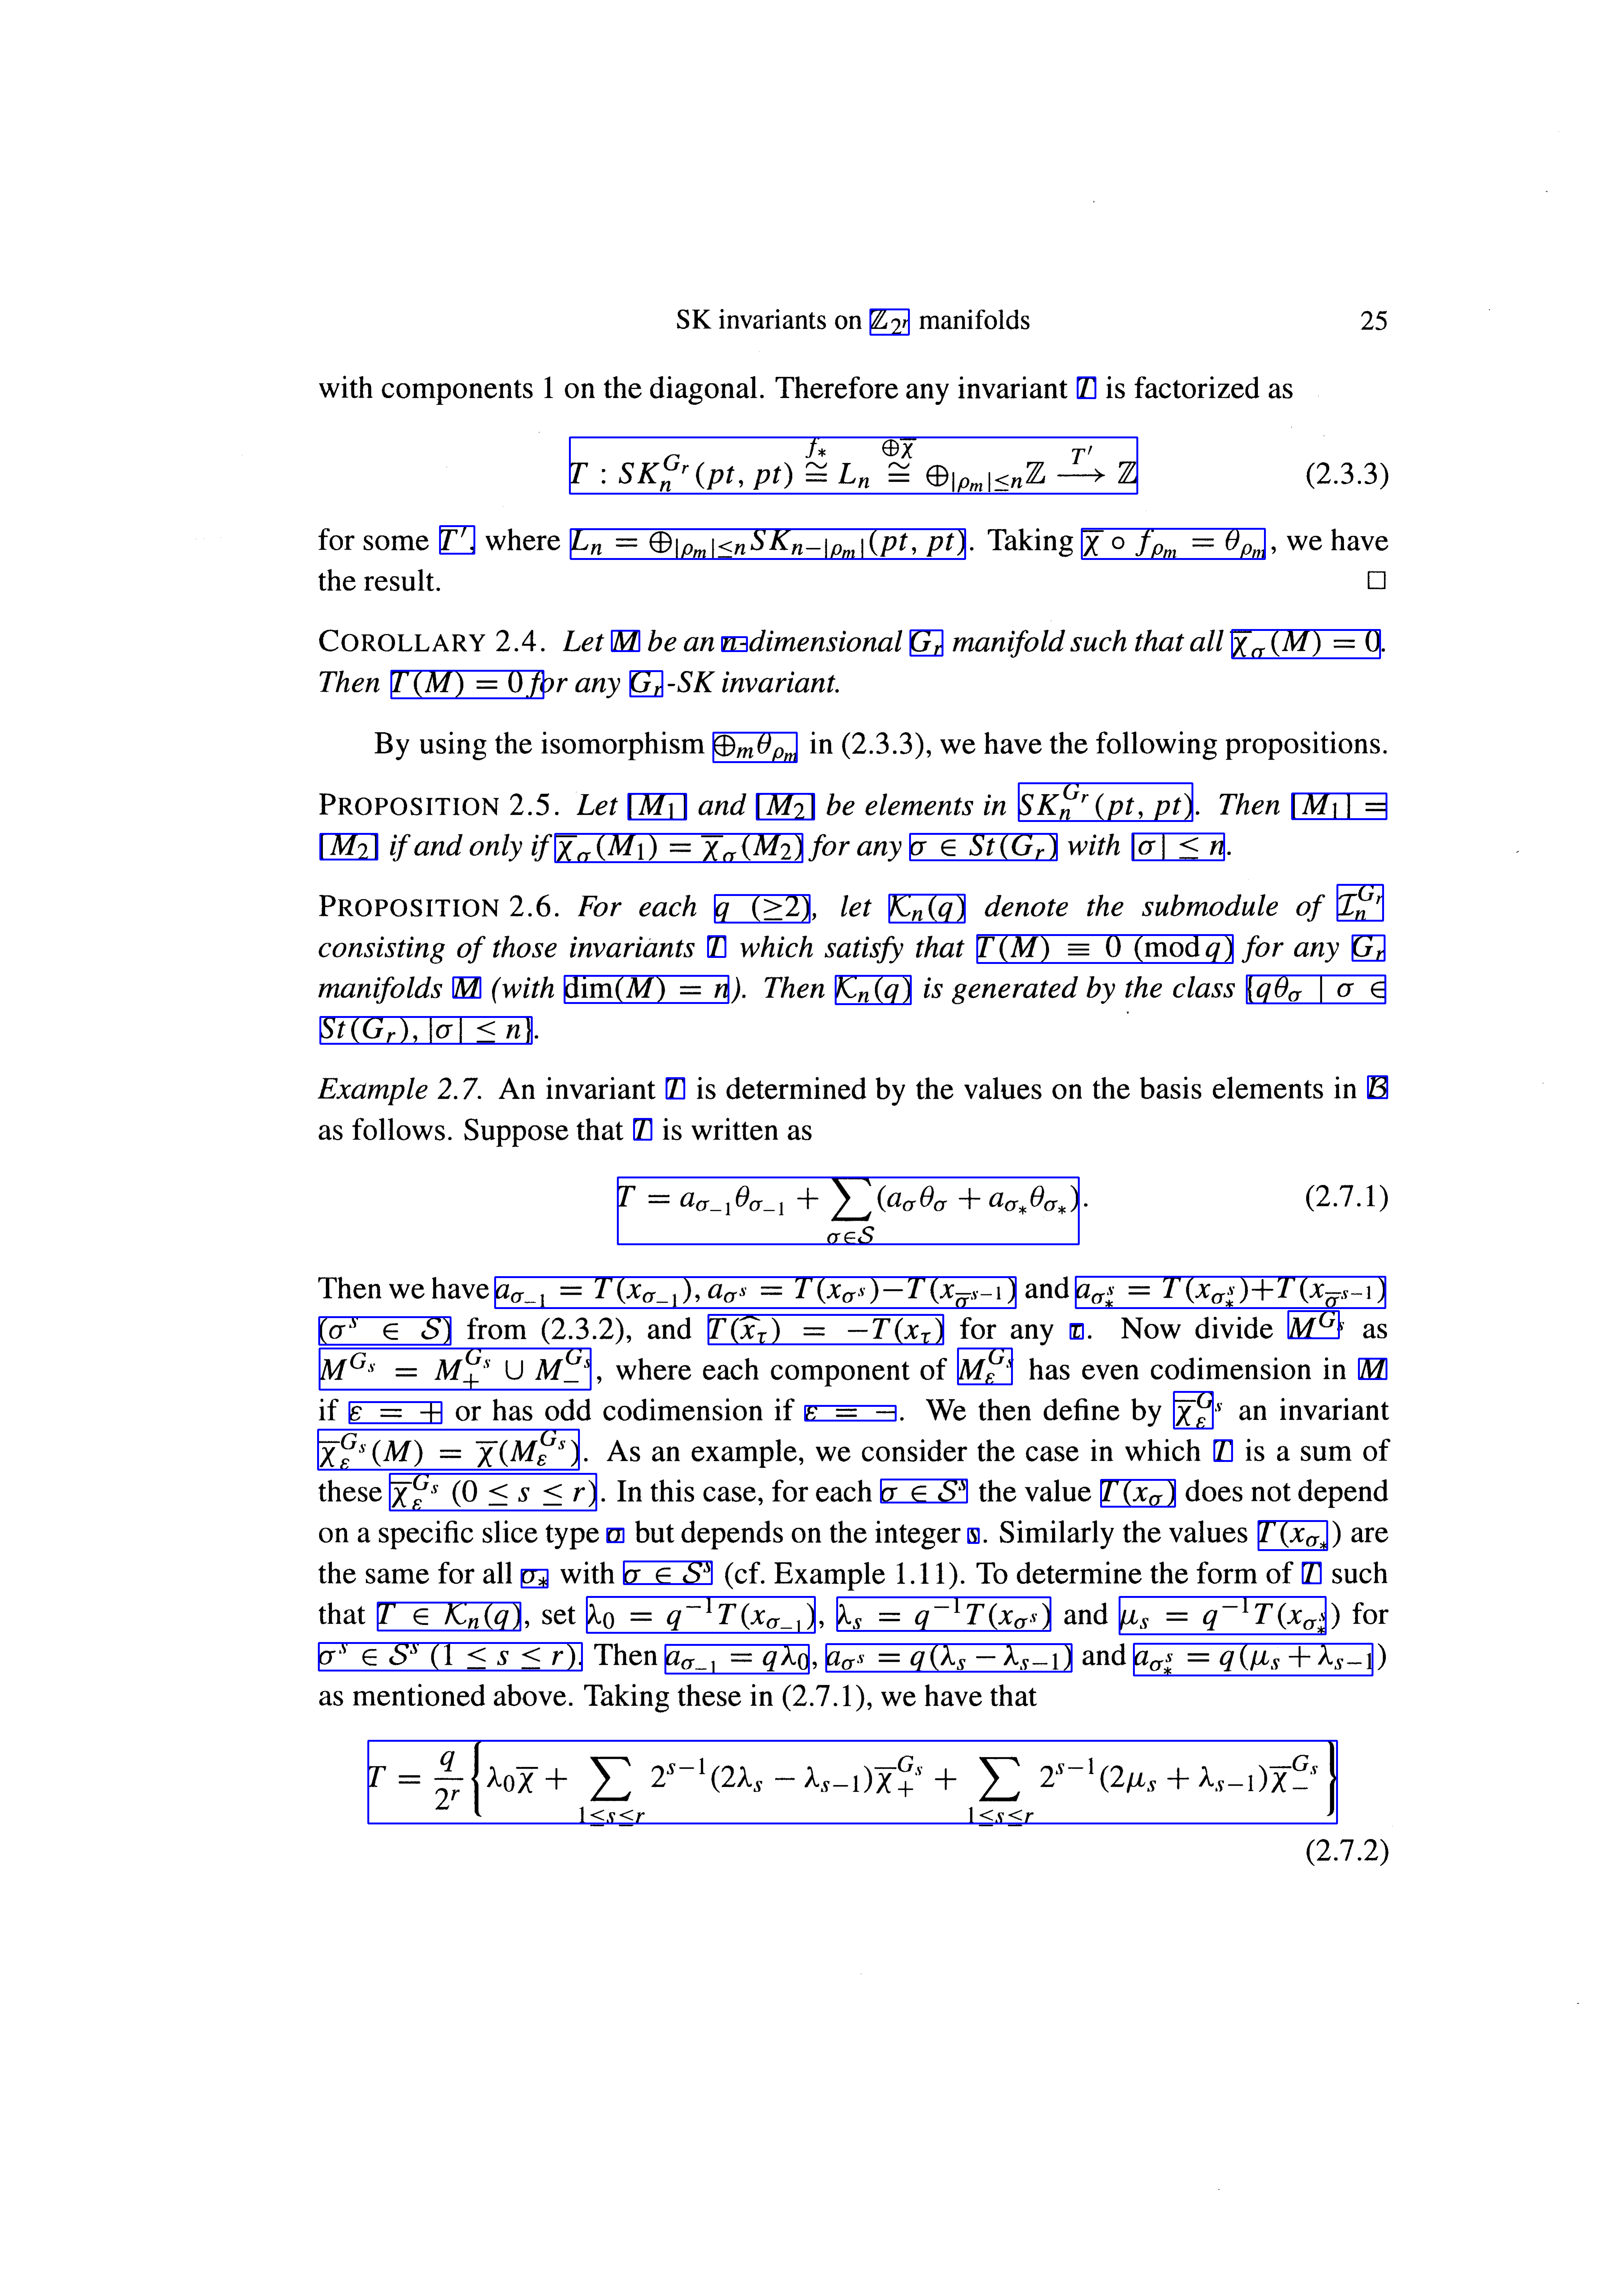 SK invariants on $\mathbb{Z}_{2^r}$ manifolds 25
with components 1 on the diagonal. Therefore any invariant $T$ is factorized as
$T : SK_n^{G_r}(pt, pt) \overset{f_*}{\cong} L_n \overset{\oplus\overline{\chi}}{\cong} \oplus_{|\rho_m|\leq n}\mathbb{Z} \overset{T'}{\longrightarrow} \mathbb{Z}$ (2.3.3)
for some $T'$, where $L_n = \oplus_{|\rho_m|\leq n} SK_{n-|\rho_m|}(pt, pt)$. Taking $\overline{\chi} \circ f_{\rho_m} = \theta_{\rho_m}$, we have
the result. □
COROLLARY 2.4. Let $M$ be an $n$-dimensional $G_r$ manifold such that all $\overline{\chi}_\sigma(M) = 0$.
Then $T(M) = 0$ for any $G_r$-SK invariant.
By using the isomorphism $\oplus_m \theta_{\rho_m}$ in (2.3.3), we have the following propositions.
PROPOSITION 2.5. Let $[M_1]$ and $[M_2]$ be elements in $SK_n^{G_r}(pt, pt)$. Then $[M_1] =$
$[M_2]$ if and only if $\overline{\chi}_\sigma(M_1) = \overline{\chi}_\sigma(M_2)$ for any $\sigma \in St(G_r)$ with $|\sigma| \leq n$.
PROPOSITION 2.6. For each $q$ $(\geq 2)$, let $\mathcal{K}_n(q)$ denote the submodule of $\mathcal{I}_n^{G_r}$
consisting of those invariants $T$ which satisfy that $T(M) \equiv 0 \pmod q$ for any $G_r$
manifolds $M$ (with $\dim(M) = n$). Then $\mathcal{K}_n(q)$ is generated by the class $\{q\theta_\sigma \mid \sigma \in$
$St(G_r), |\sigma| \leq n\}$.
Example 2.7. An invariant $T$ is determined by the values on the basis elements in $\mathcal{B}$
as follows. Suppose that $T$ is written as
$T = a_{\sigma_{-1}}\theta_{\sigma_{-1}} + \sum_{\sigma\in\mathcal{S}} (a_\sigma\theta_\sigma + a_{\sigma_*}\theta_{\sigma_*}).$ (2.7.1)
Then we have $a_{\sigma_{-1}} = T(x_{\sigma_{-1}}), a_{\sigma^s} = T(x_{\sigma^s}) - T(x_{\overline{\sigma}^{s-1}})$ and $a_{\sigma_*^s} = T(x_{\sigma_*^s}) + T(x_{\overline{\sigma}^{s-1}})$
$(\sigma^s \in \mathcal{S})$ from (2.3.2), and $T(\widehat{x}_\tau) = -T(x_\tau)$ for any $\tau$. Now divide $M^{G_s}$ as
$M^{G_s} = M_+^{G_s} \cup M_-^{G_s}$, where each component of $M_\varepsilon^{G_s}$ has even codimension in $M$
if $\varepsilon = +$ or has odd codimension if $\varepsilon = -$. We then define by $\overline{\chi}_\varepsilon^{G_s}$ an invariant
$\overline{\chi}_\varepsilon^{G_s}(M) = \overline{\chi}(M_\varepsilon^{G_s})$. As an example, we consider the case in which $T$ is a sum of
these $\overline{\chi}_\varepsilon^{G_s}$ $(0 \leq s \leq r)$. In this case, for each $\sigma \in \mathcal{S}^s$ the value $T(x_\sigma)$ does not depend
on a specific slice type $\sigma$ but depends on the integer $s$. Similarly the values $T(x_{\sigma_*})$ are
the same for all $\sigma_*$ with $\sigma \in \mathcal{S}^s$ (cf. Example 1.11). To determine the form of $T$ such
that $T \in \mathcal{K}_n(q)$, set $\lambda_0 = q^{-1}T(x_{\sigma_{-1}})$, $\lambda_s = q^{-1}T(x_{\sigma^s})$ and $\mu_s = q^{-1}T(x_{\sigma_*^s})$ for
$\sigma^s \in \mathcal{S}^s$ $(1 \leq s \leq r)$. Then $a_{\sigma_{-1}} = q\lambda_0$, $a_{\sigma^s} = q(\lambda_s - \lambda_{s-1})$ and $a_{\sigma_*^s} = q(\mu_s + \lambda_{s-1})$
as mentioned above. Taking these in (2.7.1), we have that
$T = \frac{q}{2^r}\left\{\lambda_0\overline{\chi} + \sum_{1\leq s\leq r} 2^{s-1}(2\lambda_s - \lambda_{s-1})\overline{\chi}_+^{G_s} + \sum_{1\leq s\leq r} 2^{s-1}(2\mu_s + \lambda_{s-1})\overline{\chi}_-^{G_s}\right\}$
(2.7.2)